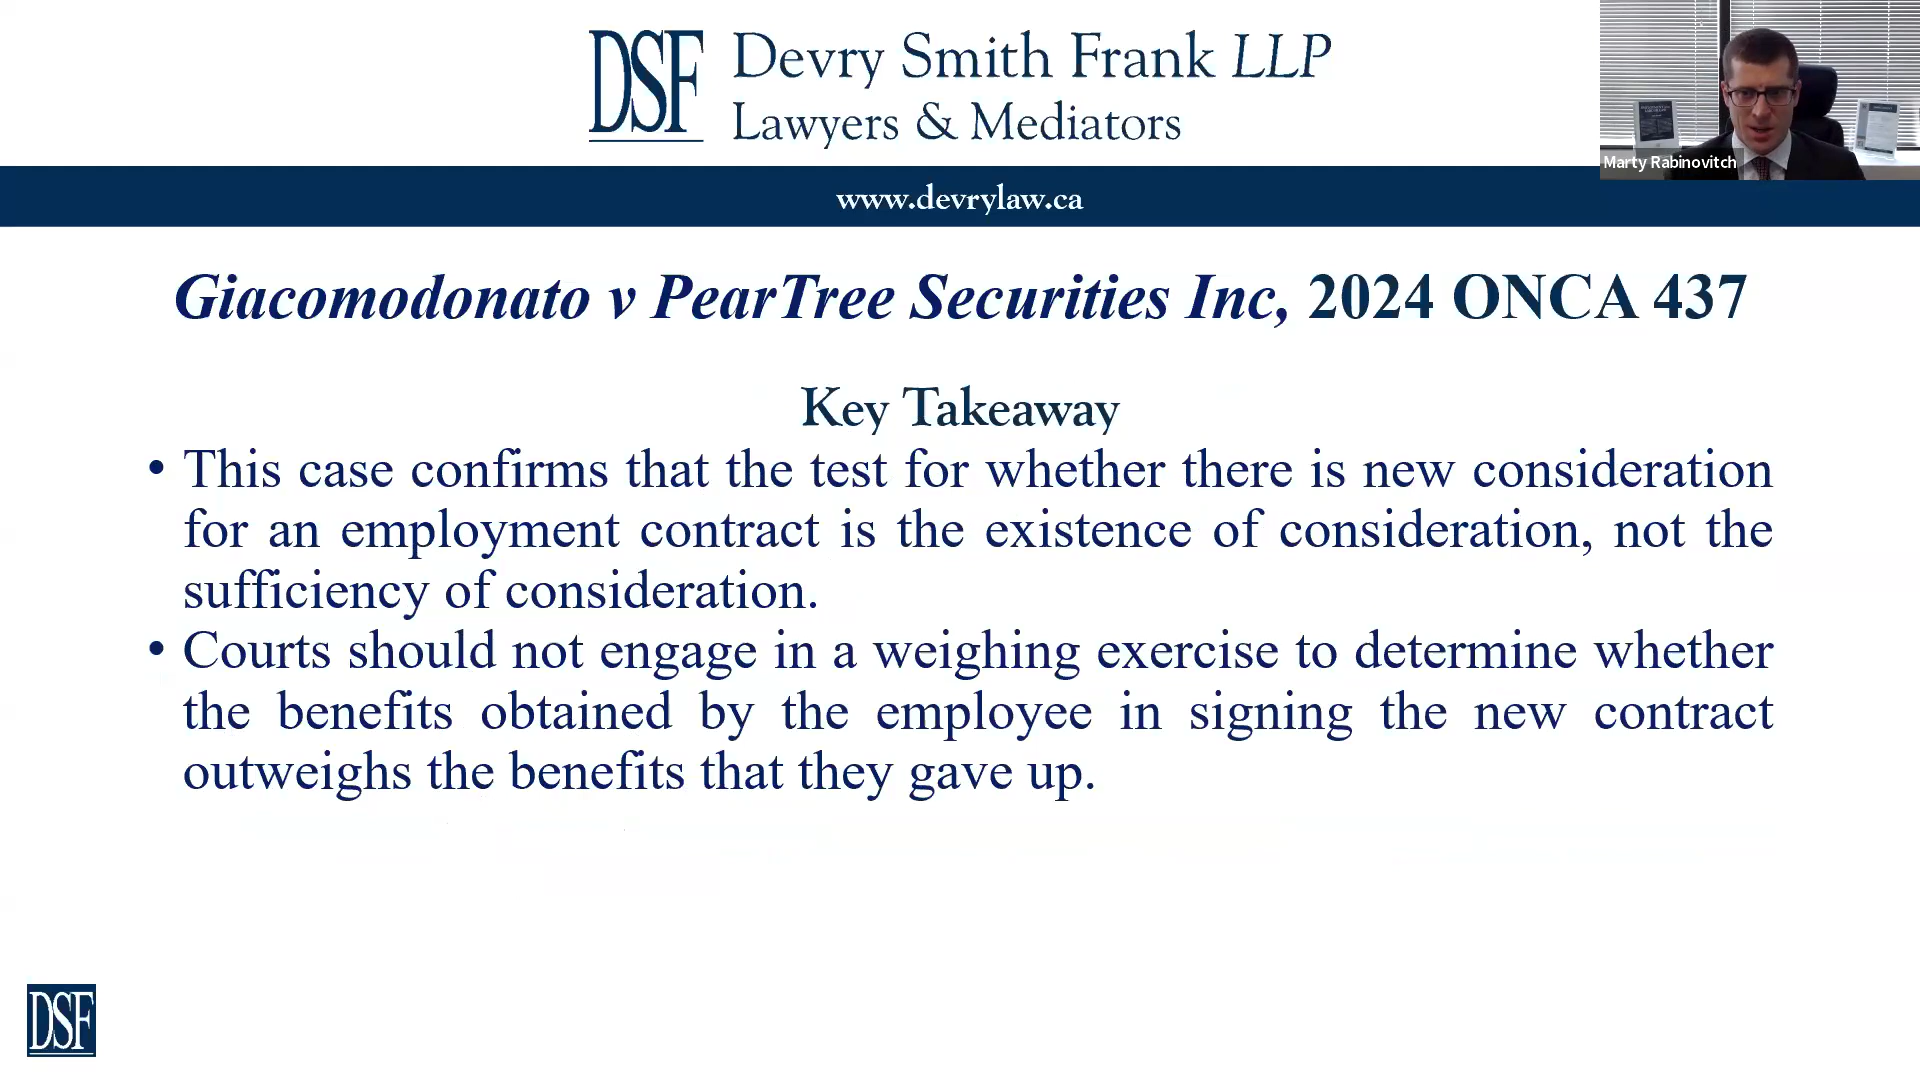 DSF
Devry Smith Frank LLP
Lawyers & Mediators
Marty Rabinovitch
www.devrylaw.ca
Giacomodonato v PearTree Securities Inc, 2024 ONCA 437
Key Takeaway
• This case confirms that the test for whether there is new consideration
for an employment contract is the existence of consideration, not the
sufficiency of consideration.
• Courts should not engage in a weighing exercise to determine whether
the benefits obtained by the employee in signing the new contract
outweighs the benefits that they gave up.
DSF